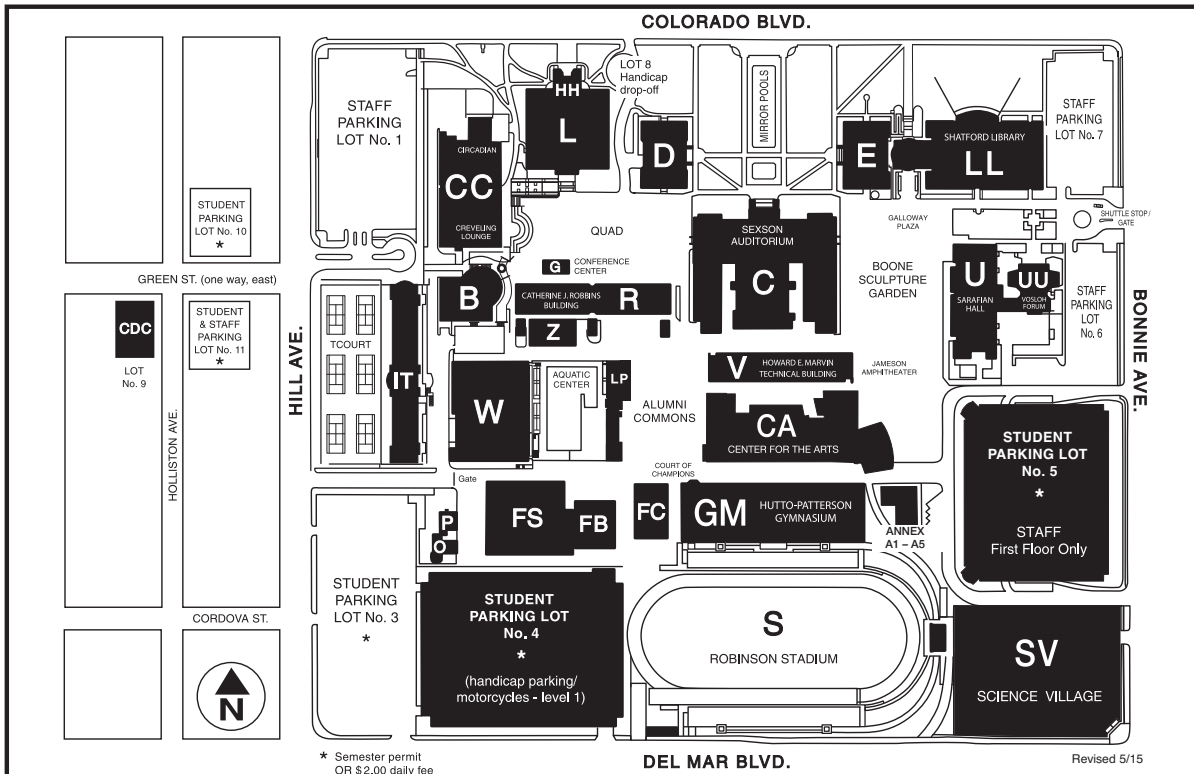 COLORADO BLVD.
STAFF
PARKING
LOT No. 1
HH
L
LOT 8
Handicap
drop-off
D
MIRROR POOLS
E
SHATFORD LIBRARY
LL
STAFF
PARKING
LOT No. 7
CIRCADIAN
CC
CREVELING
LOUNGE
STUDENT
PARKING
LOT No. 10
*
QUAD
SEXSON
AUDITORIUM
C
GALLOWAY
PLAZA
SHUTTLE STOP /
GATE
GREEN ST. (one way, east)
G
CONFERENCE
CENTER
BOONE
SCULPTURE
GARDEN
U
SARAFIAN
HALL
UU
VOSLOH
FORUM
STAFF
PARKING
LOT
No. 6
BONNIE AVE.
B
CATHERINE J. ROBBINS
BUILDING
R
Z
CDC
LOT
No. 9
STUDENT
& STAFF
PARKING
LOT No. 11
*
HILL AVE.
TCOURT
IT
HOLLISTON AVE.
W
AQUATIC
CENTER
LP
ALUMNI
COMMONS
V
HOWARD E. MARVIN
TECHNICAL BUILDING
JAMESON
AMPHITHEATER
CA
CENTER FOR THE ARTS
STUDENT
PARKING LOT
No. 5
*
STAFF
First Floor Only
COURT OF
CHAMPIONS
Gate
P
O
FS
FB
FC
GM
HUTTO-PATTERSON
GYMNASIUM
ANNEX
A1 – A5
STUDENT
PARKING
LOT No. 3
*
STUDENT
PARKING LOT
No. 4
*
(handicap parking/
motorcycles - level 1)
CORDOVA ST.
S
ROBINSON STADIUM
SV
SCIENCE VILLAGE
N
* Semester permit
OR $2.00 daily fee
DEL MAR BLVD.
Revised 5/15